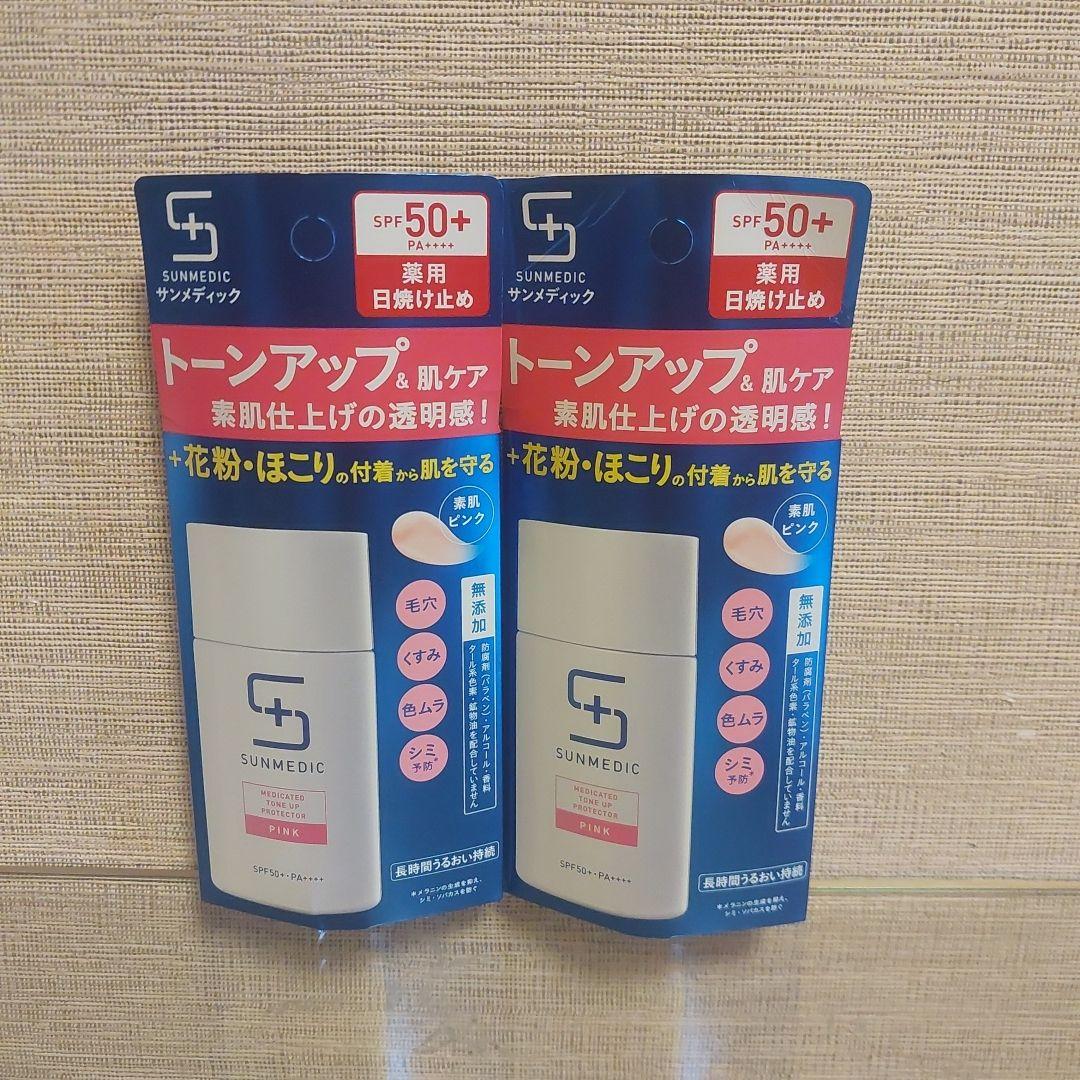 SUNMEDIC
サンメディック
SPF50+
PA++++
薬用
日焼け止め
トーンアップ&肌ケア
素肌仕上げの透明感!
+花粉・ほこりの付着から肌を守る
素肌
ピンク
毛穴
くすみ
色ムラ
シミ
予防*
無添加
防腐剤(パラベン)・アルコール・香料
タール系色素・鉱物油を配合していません
SUNMEDIC
MEDICATED
TONE UP
PROTECTOR
PINK
SPF50+・PA++++
長時間うるおい持続
*メラニンの生成を抑え、
シミ・ソバカスを防ぐ
SUNMEDIC
サンメディック
SPF50+
PA++++
薬用
日焼け止め
トーンアップ&肌ケア
素肌仕上げの透明感!
+花粉・ほこりの付着から肌を守る
素肌
ピンク
毛穴
くすみ
色ムラ
シミ
予防*
無添加
防腐剤(パラベン)・アルコール・香料
タール系色素・鉱物油を配合していません
SUNMEDIC
MEDICATED
TONE UP
PROTECTOR
PINK
SPF50+・PA++++
長時間うるおい持続
*メラニンの生成を抑え、
シミ・ソバカスを防ぐ